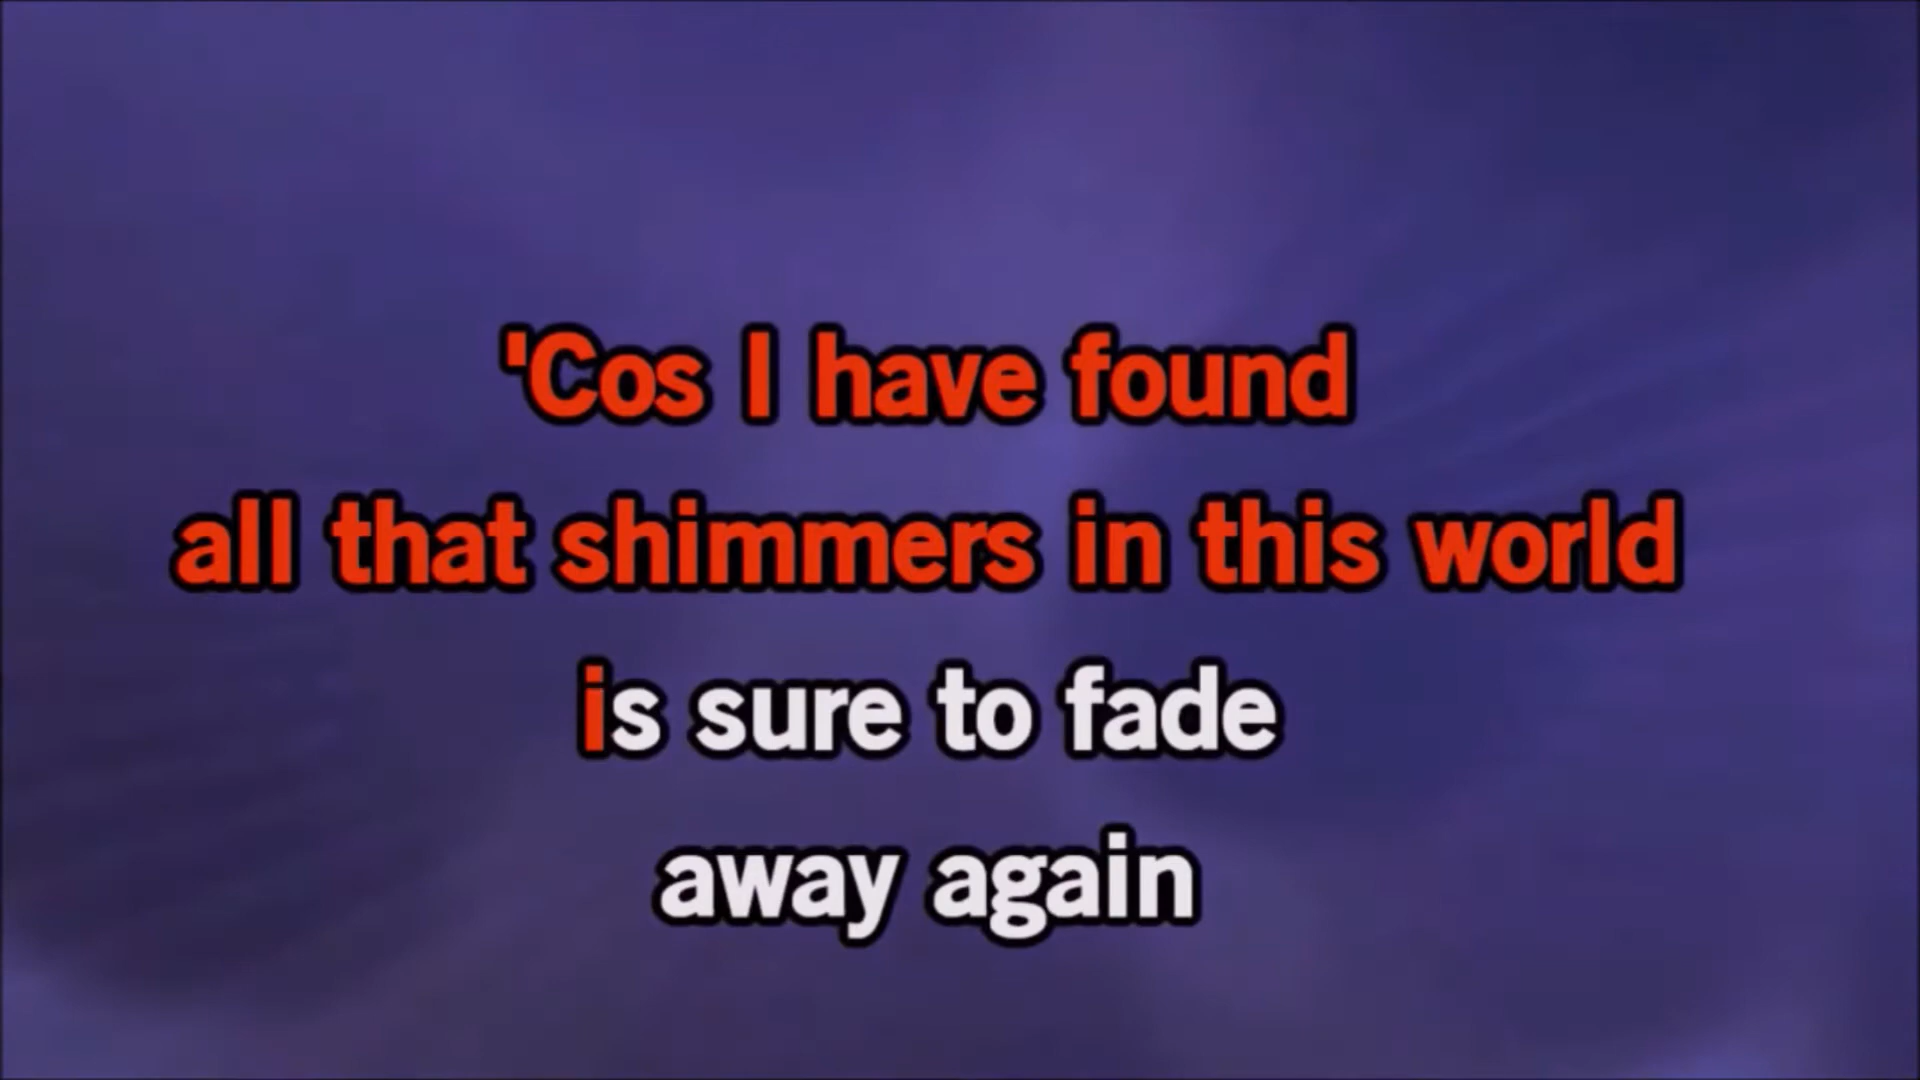 'Cos I have found
all that shimmers in this world
is sure to fade
away again